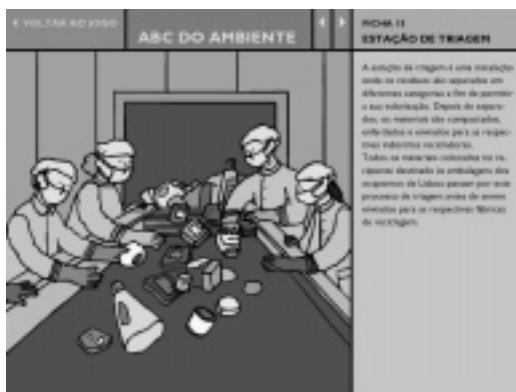 VOLTAR AO JOGO
ABC DO AMBIENTE
FICHA 11
ESTAÇÃO DE TRIAGEM
A estação de triagem é uma instalação
onde os resíduos são separados em
diferentes categorias a fim de permitir
a sua valorização. Depois de separa-
dos, os materiais são compactados,
enfardados e enviados para as respec-
tivas indústrias recicladoras.
Todos os materiais colocados no re-
cipiente destinado às embalagens dos
ecopontos de Lisboa passam por este
processo de triagem antes de serem
enviados para as respectivas fábricas
de reciclagem.